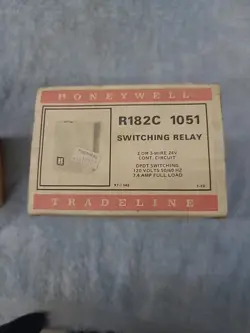 HONEYWELL
R182C 1051
SWITCHING RELAY
2 OR 3-WIRE 24V
CONT. CIRCUIT
DPDT SWITCHING
120 VOLTS 50/60 HZ
7.4 AMP FULL LOAD
TRADELINE